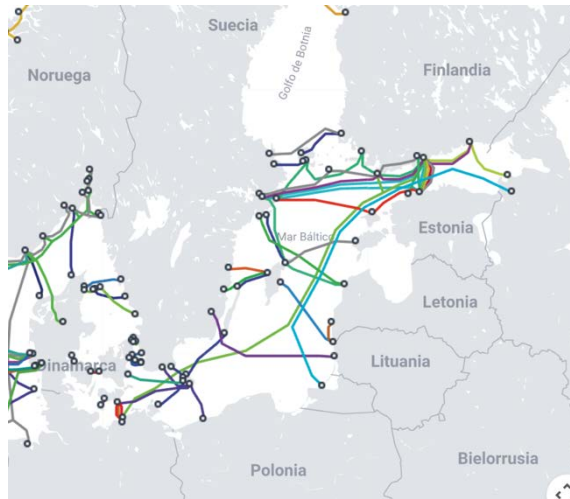 Suecia
Golfo de Botnia
Noruega
Finlandia
Mar Báltico
Estonia
Letonia
Dinamarca
Lituania
Polonia
Bielorrusia